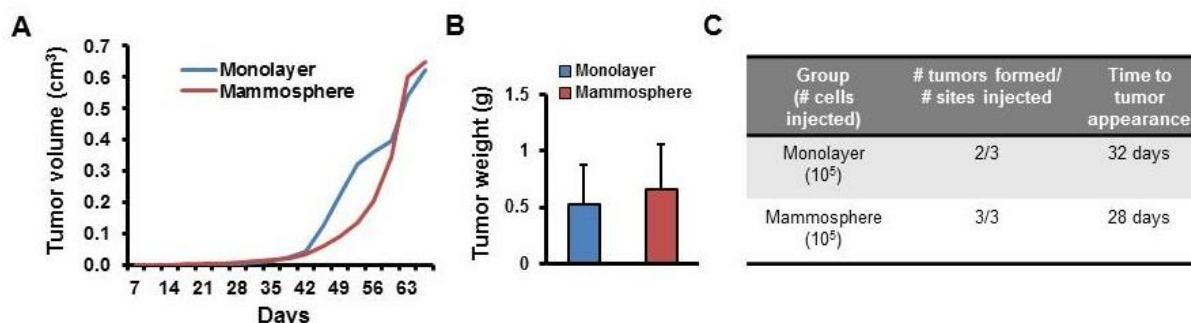 A
Tumor volume (cm³)
0.7
0.6
0.5
0.4
0.3
0.2
0.1
0.0
Monolayer
Mammosphere
7 14 21 28 35 42 49 56 63
Days
B
Monolayer
Mammosphere
Tumor weight (g)
1.5
1
0.5
0
C
Group
(# cells
injected)
# tumors formed/
# sites injected
Time to
tumor
appearance
Monolayer
(10⁵)
2/3
32 days
Mammosphere
(10⁵)
3/3
28 days